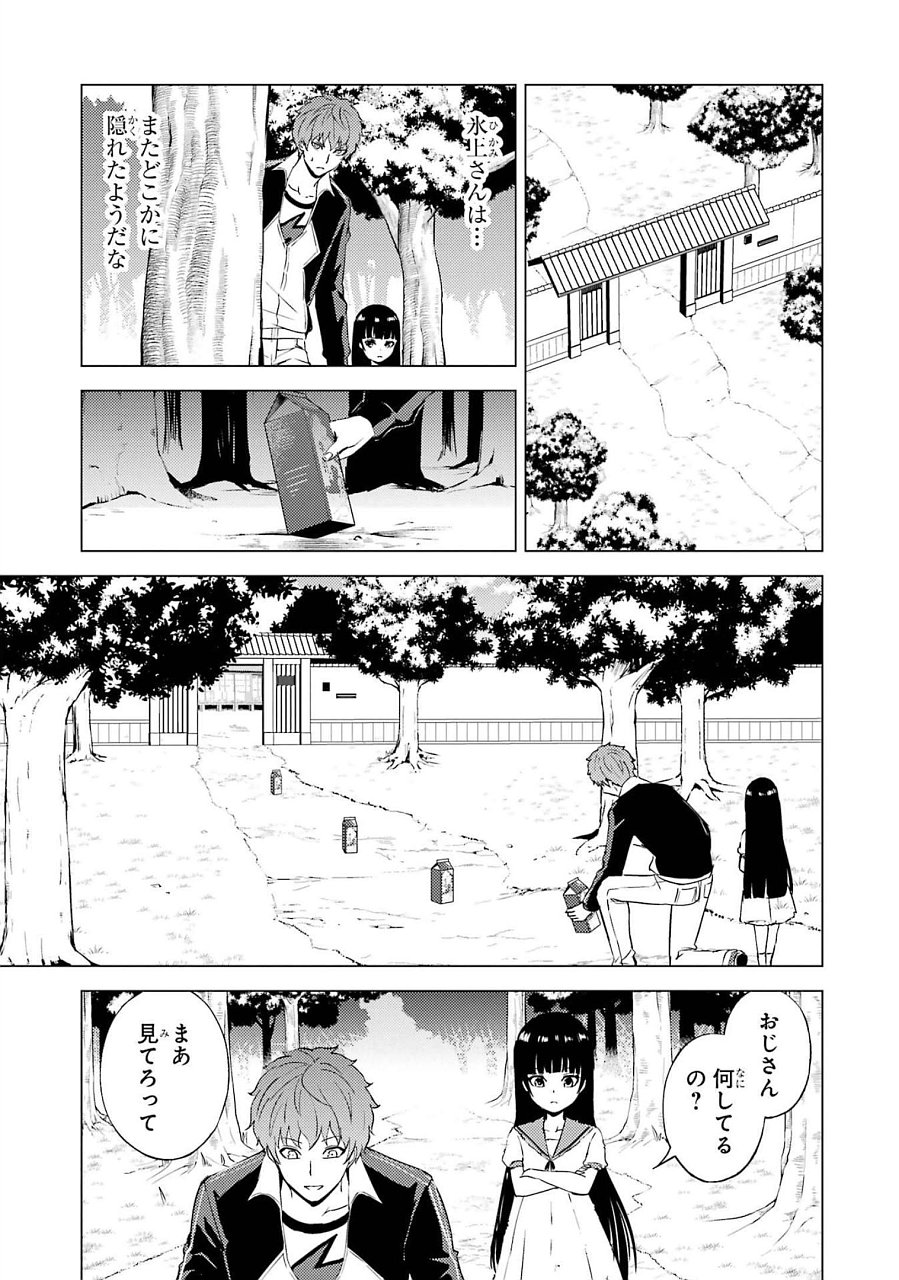 氷上さんは…
またどこかに
隠れたようだな
おじさん
何してる
の?
まあ
見てろって